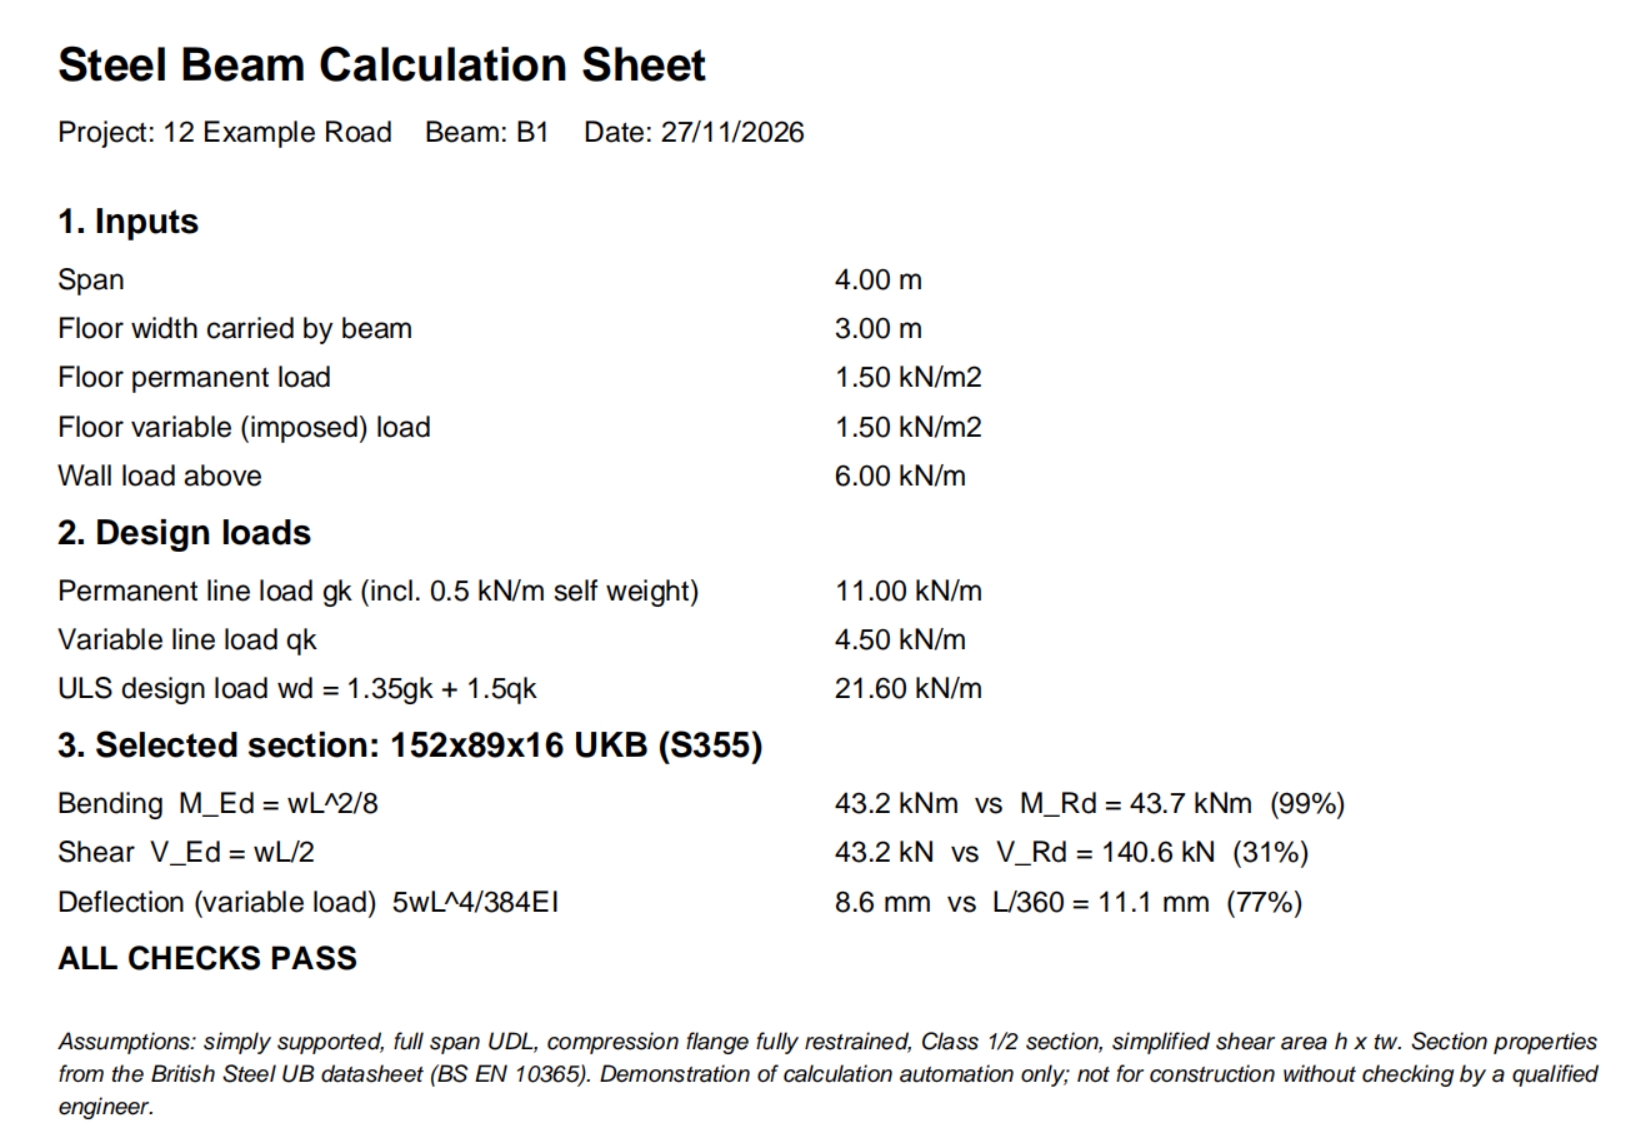 Steel Beam Calculation Sheet
Project: 12 Example Road Beam: B1 Date: 27/11/2026
1. Inputs
Span 4.00 m
Floor width carried by beam 3.00 m
Floor permanent load 1.50 kN/m2
Floor variable (imposed) load 1.50 kN/m2
Wall load above 6.00 kN/m
2. Design loads
Permanent line load gk (incl. 0.5 kN/m self weight) 11.00 kN/m
Variable line load qk 4.50 kN/m
ULS design load wd = 1.35gk + 1.5qk 21.60 kN/m
3. Selected section: 152x89x16 UKB (S355)
Bending M_Ed = wL^2/8 43.2 kNm vs M_Rd = 43.7 kNm (99%)
Shear V_Ed = wL/2 43.2 kN vs V_Rd = 140.6 kN (31%)
Deflection (variable load) 5wL^4/384EI 8.6 mm vs L/360 = 11.1 mm (77%)
ALL CHECKS PASS
Assumptions: simply supported, full span UDL, compression flange fully restrained, Class 1/2 section, simplified shear area h x tw. Section properties
from the British Steel UB datasheet (BS EN 10365). Demonstration of calculation automation only; not for construction without checking by a qualified
engineer.